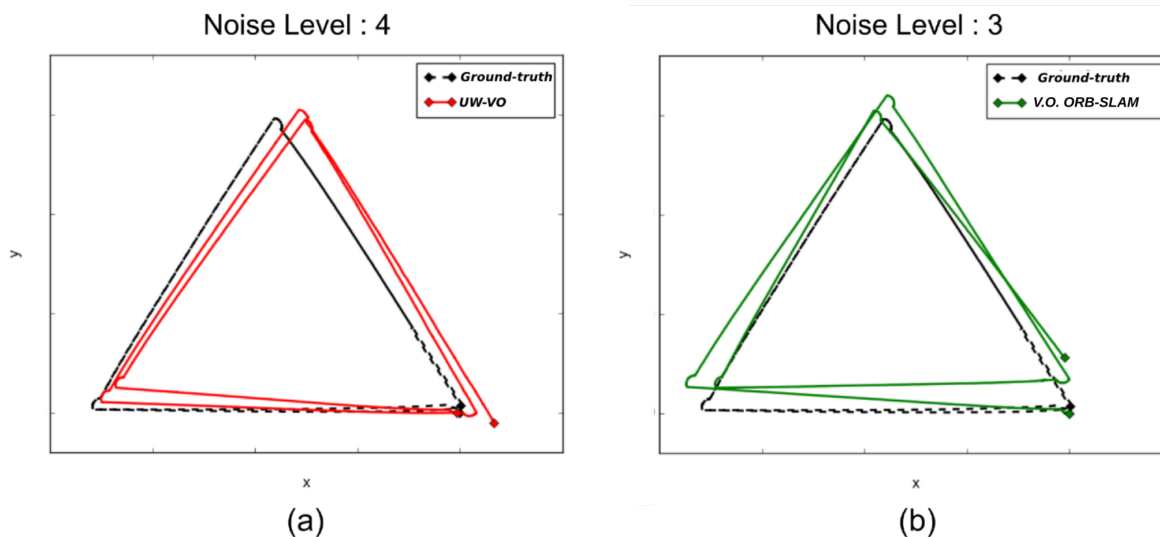 Noise Level : 4
Ground-truth
UW-VO
y
x
(a)
Noise Level : 3
Ground-truth
V.O. ORB-SLAM
y
x
(b)